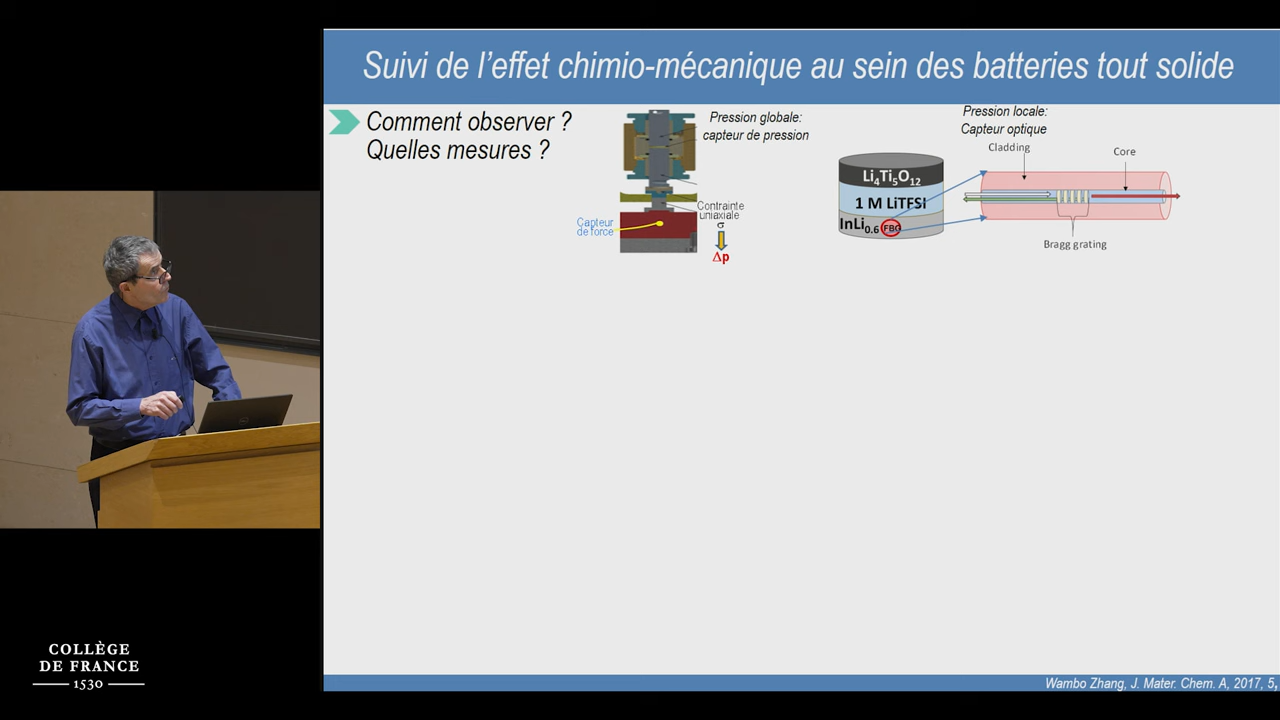 Suivi de l'effet chimio-mécanique au sein des batteries tout solide
Comment observer ?
Quelles mesures ?
Pression globale:
capteur de pression
Capteur
de force
Contrainte
uniaxiale
σ
Δp
Pression locale:
Capteur optique
Li₄Ti₅O₁₂
1 M LiTFSI
InLi₀.₆ FBG
Cladding
Core
Bragg grating
COLLÈGE
DE FRANCE
1530
Wambo Zhang, J. Mater. Chem. A, 2017, 5,